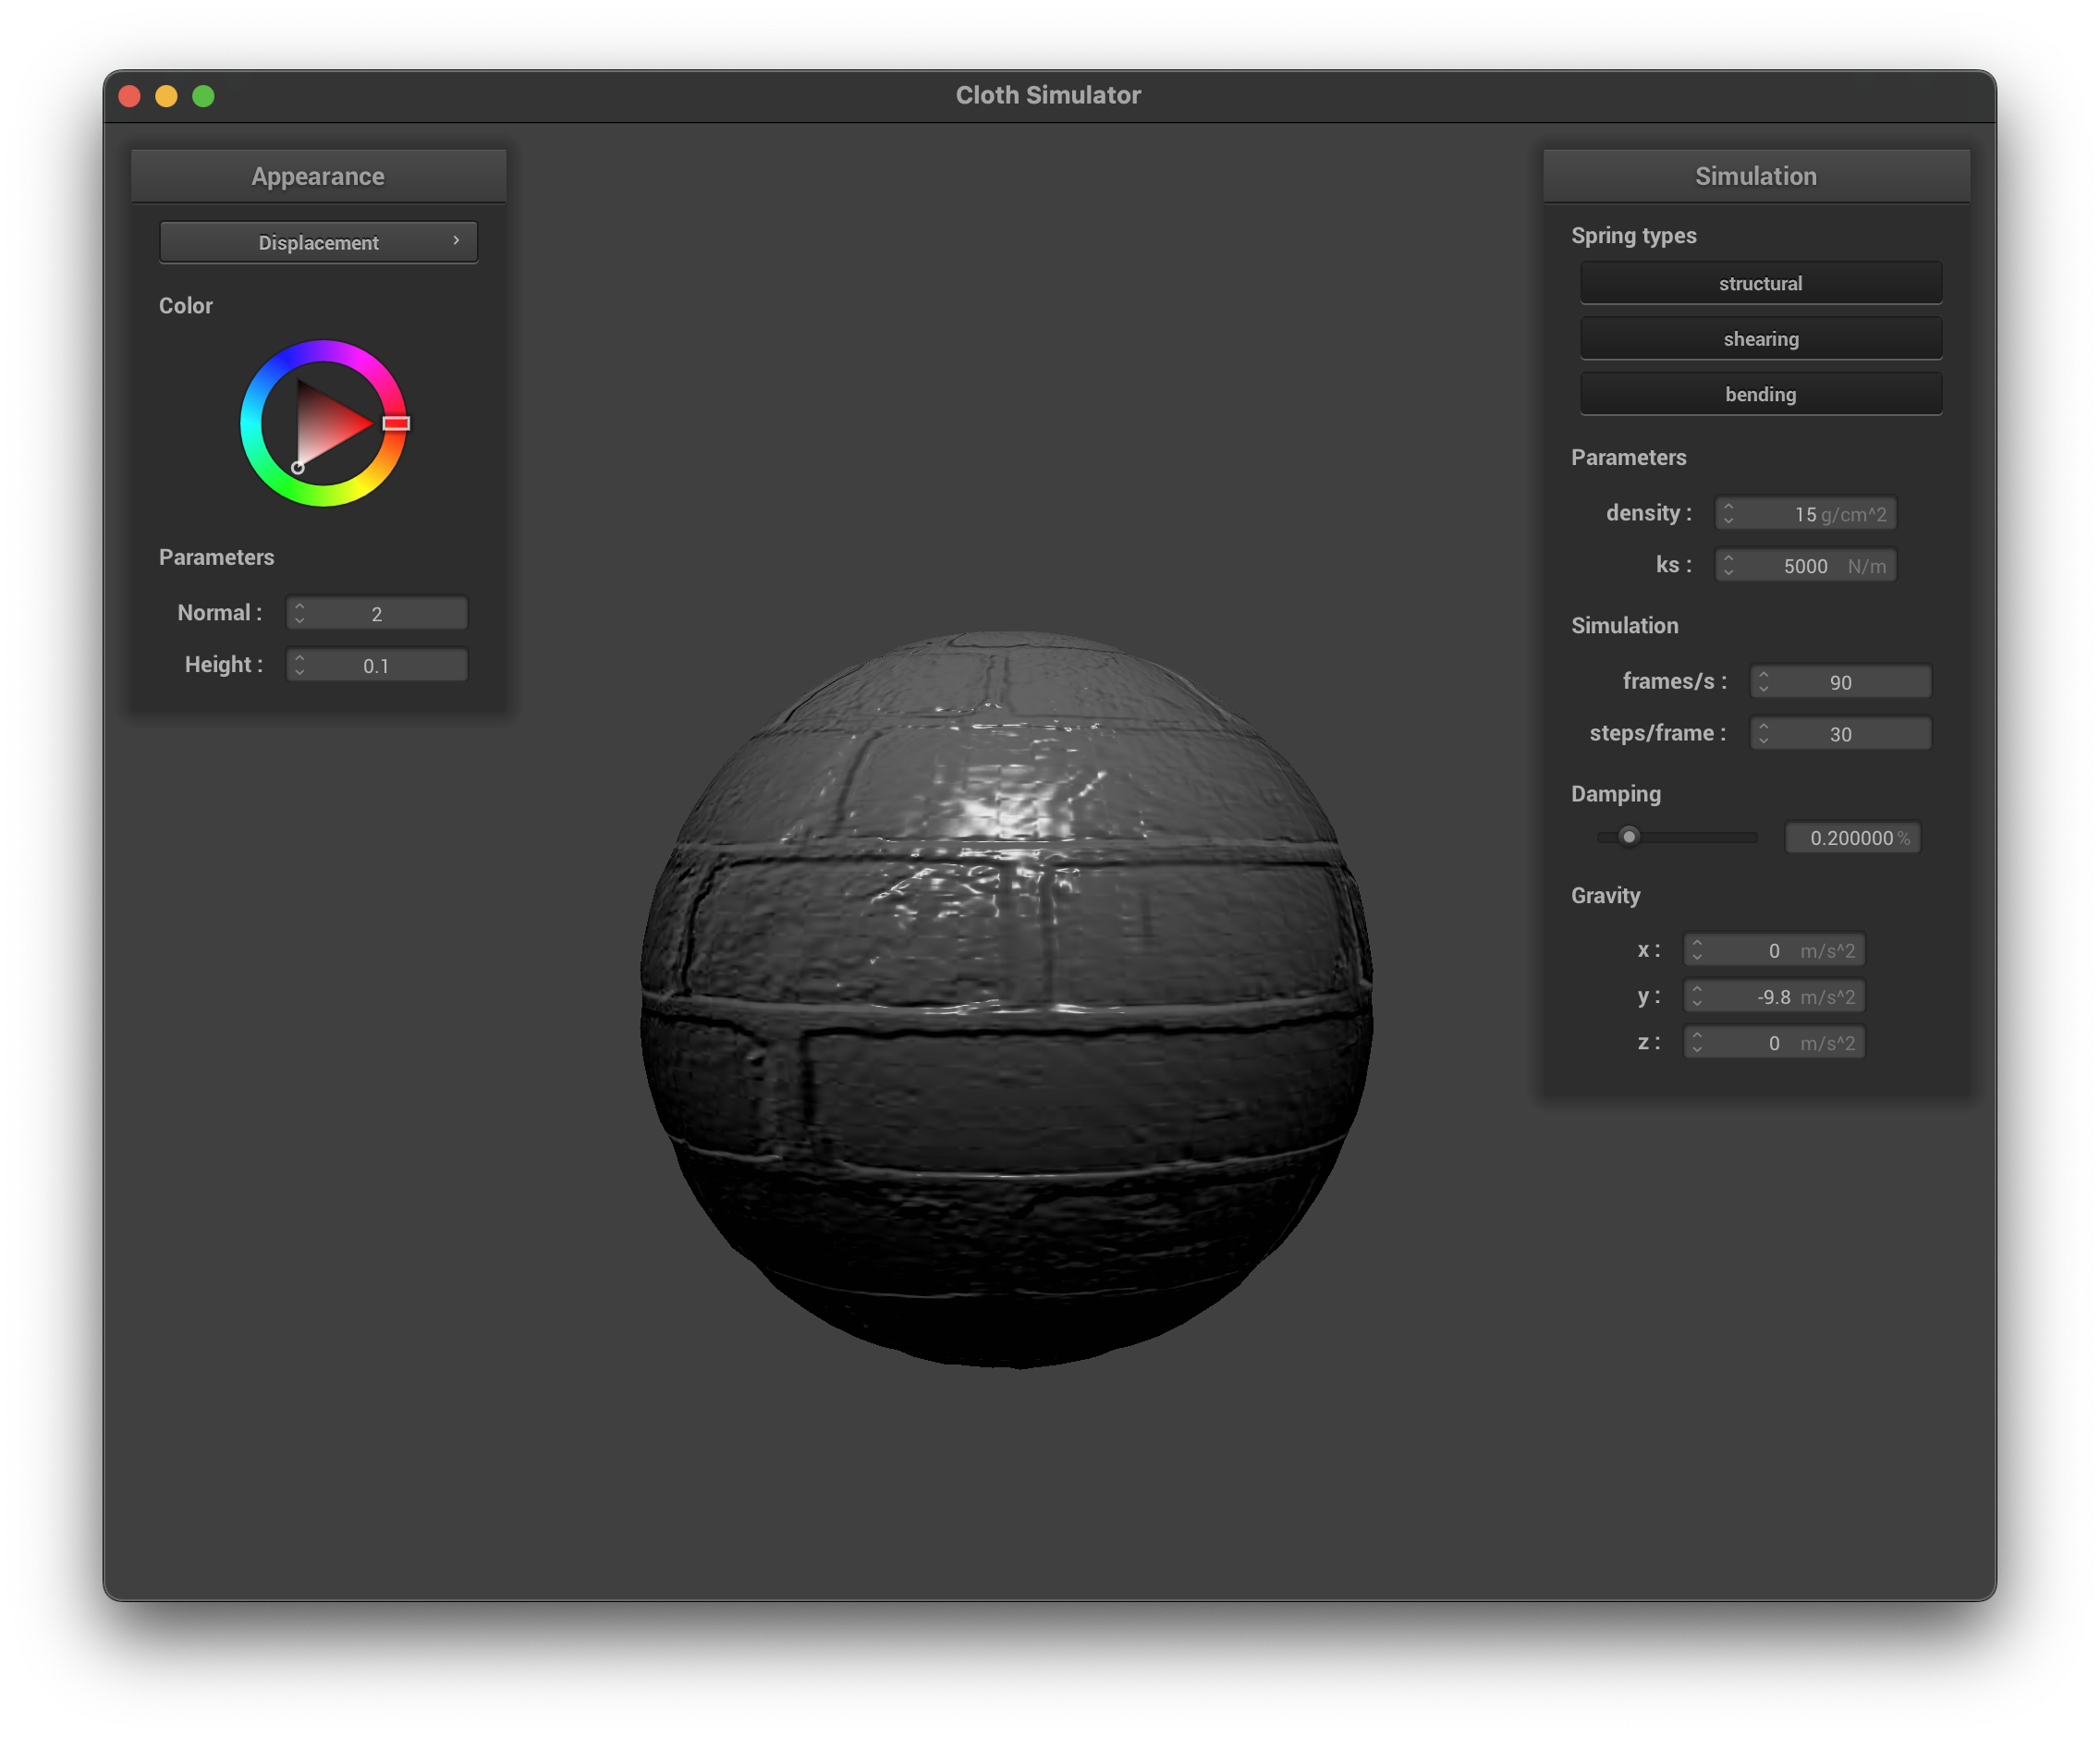 Cloth Simulator
Appearance
Displacement
Color
Parameters
Normal : 2
Height : 0.1
Simulation
Spring types
structural
shearing
bending
Parameters
density : 15 g/cm^2
ks : 5000 N/m
Simulation
frames/s : 90
steps/frame : 30
Damping
0.200000 %
Gravity
x : 0 m/s^2
y : -9.8 m/s^2
z : 0 m/s^2